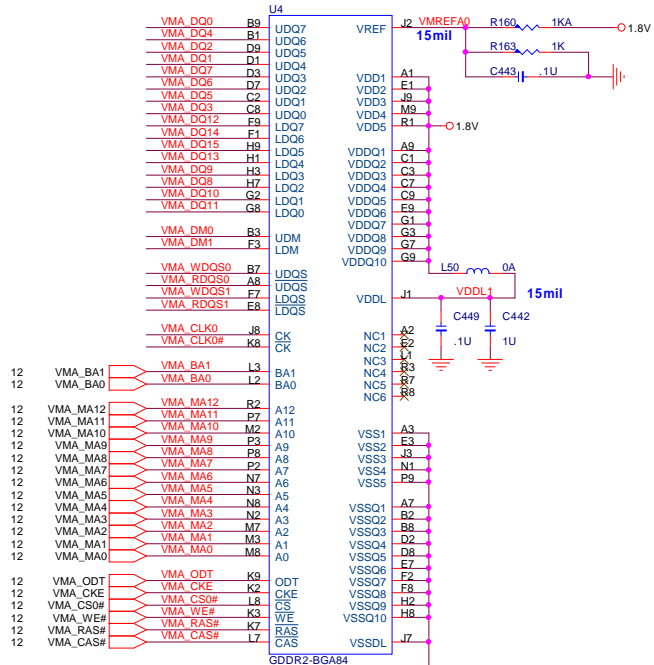 U4
VMA_DQ0 B9 UDQ7 VREF J2 VMREFA0 R160 1KA 1.8V
VMA_DQ4 B1 UDQ6 15mil
VMA_DQ2 D9 UDQ5 R163 1K
VMA_DQ1 D1 UDQ4 C443 .1U
VMA_DQ7 D3 UDQ3 VDD1 A1
VMA_DQ6 D7 UDQ2 VDD2 E1
VMA_DQ5 C2 UDQ1 VDD3 J9
VMA_DQ3 C8 UDQ0 VDD4 M9
VMA_DQ12 F9 LDQ7 VDD5 R1 1.8V
VMA_DQ14 F1 LDQ6
VMA_DQ15 H9 LDQ5 VDDQ1 A9
VMA_DQ13 H1 LDQ4 VDDQ2 C1
VMA_DQ9 H3 LDQ3 VDDQ3 C3
VMA_DQ8 H7 LDQ2 VDDQ4 C7
VMA_DQ10 G2 LDQ1 VDDQ5 C9
VMA_DQ11 G8 LDQ0 VDDQ6 E9
VDDQ7 G1
VMA_DM0 B3 UDM VDDQ8 G3
VMA_DM1 F3 LDM VDDQ9 G7
VDDQ10 G9
VMA_WDQS0 B7 UDQS L50 0A
VMA_RDQS0 A8 UDQS
VMA_WDQS1 F7 LDQS VDDL J1 VDDL1 15mil
VMA_RDQS1 E8 LDQS
C449 C442
VMA_CLK0 J8 CK NC1 A2 .1U 1U
VMA_CLK0# K8 CK NC2 E2
NC3 L1
12 VMA_BA1 VMA_BA1 L3 BA1 NC4 R3
12 VMA_BA0 VMA_BA0 L2 BA0 NC5 R7
NC6 R8
12 VMA_MA12 VMA_MA12 R2 A12
12 VMA_MA11 VMA_MA11 P7 A11
12 VMA_MA10 VMA_MA10 M2 A10 VSS1 A3
12 VMA_MA9 VMA_MA9 P3 A9 VSS2 E3
12 VMA_MA8 VMA_MA8 P8 A8 VSS3 J3
12 VMA_MA7 VMA_MA7 P2 A7 VSS4 N1
12 VMA_MA6 VMA_MA6 N7 A6 VSS5 P9
12 VMA_MA5 VMA_MA5 N3 A5
12 VMA_MA4 VMA_MA4 N8 A4 VSSQ1 A7
12 VMA_MA3 VMA_MA3 N2 A3 VSSQ2 B2
12 VMA_MA2 VMA_MA2 M7 A2 VSSQ3 B8
12 VMA_MA1 VMA_MA1 M3 A1 VSSQ4 D2
12 VMA_MA0 VMA_MA0 M8 A0 VSSQ5 D8
VSSQ6 E7
12 VMA_ODT VMA_ODT K9 ODT VSSQ7 F2
12 VMA_CKE VMA_CKE K2 CKE VSSQ8 F8
12 VMA_CS0# VMA_CS0# L8 CS VSSQ9 H2
12 VMA_WE# VMA_WE# K3 WE VSSQ10 H8
12 VMA_RAS# VMA_RAS# K7 RAS
12 VMA_CAS# VMA_CAS# L7 CAS VSSDL J7
GDDR2-BGA84